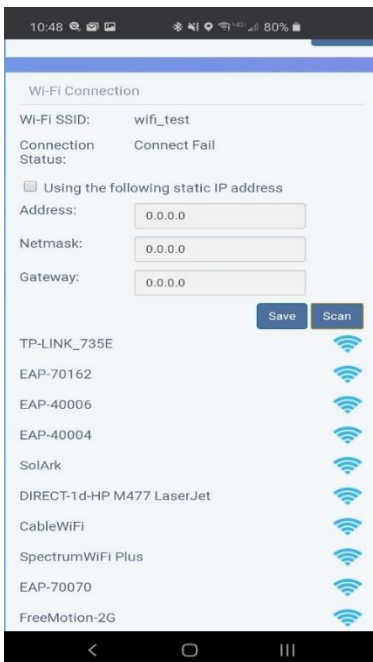 10:48 80%
Wi-Fi Connection
Wi-Fi SSID: wifi_test
Connection Status: Connect Fail
Using the following static IP address
Address: 0.0.0.0
Netmask: 0.0.0.0
Gateway: 0.0.0.0
Save Scan
TP-LINK_735E
EAP-70162
EAP-40006
EAP-40004
SolArk
DIRECT-1d-HP M477 LaserJet
CableWiFi
SpectrumWiFi Plus
EAP-70070
FreeMotion-2G